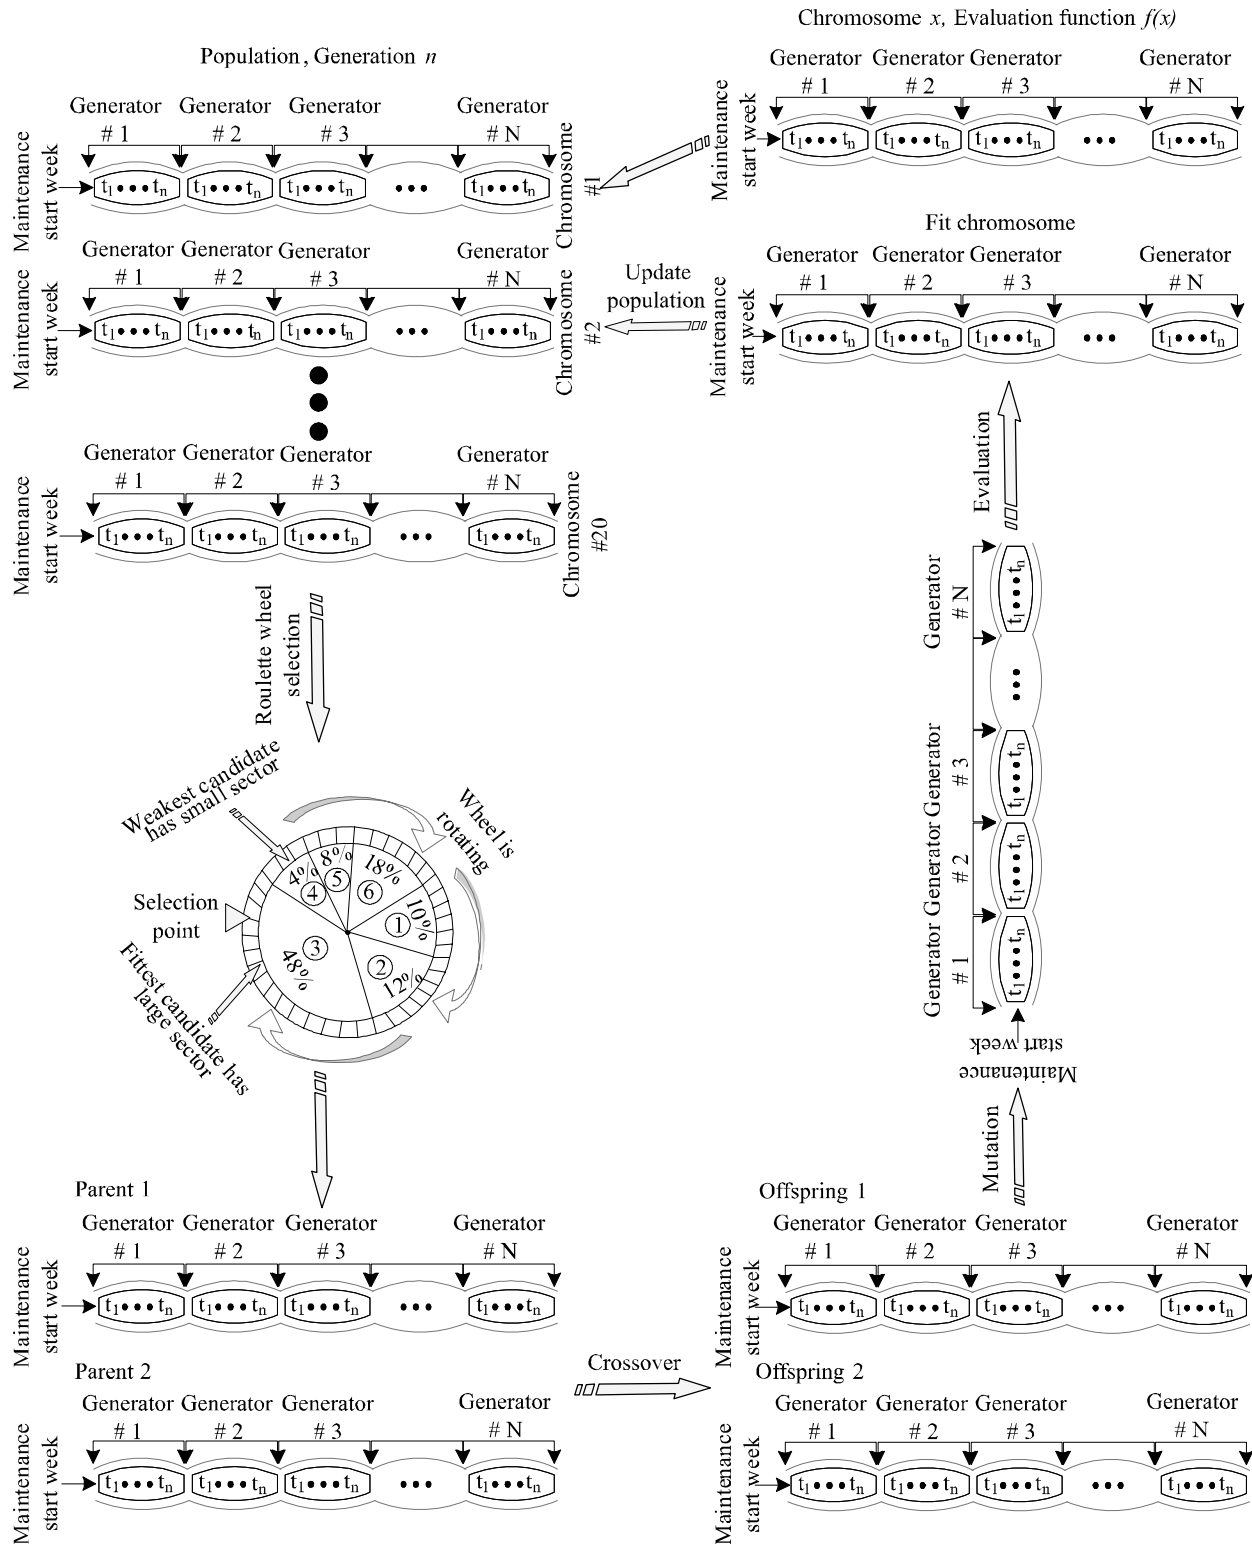 Population, Generation n
Generator Generator Generator Generator
# 1 # 2 # 3 # N
Maintenance
start week
t1•••tn t1•••tn t1•••tn ••• t1•••tn
Chromosome
#1
Generator Generator Generator Generator
# 1 # 2 # 3 # N
Maintenance
start week
t1•••tn t1•••tn t1•••tn ••• t1•••tn
Chromosome
#2
Generator Generator Generator Generator
# 1 # 2 # 3 # N
Maintenance
start week
t1•••tn t1•••tn t1•••tn ••• t1•••tn
Chromosome
#20
Roulette wheel
selection
Weakest candidate
has small sector
Wheel is
rotating
Selection
point
Fittest candidate has
large sector
4% 4
8% 5
18% 6
10% 1
12% 2
48% 3
Parent 1
Generator Generator Generator Generator
# 1 # 2 # 3 # N
Maintenance
start week
t1•••tn t1•••tn t1•••tn ••• t1•••tn
Parent 2
Generator Generator Generator Generator
# 1 # 2 # 3 # N
Maintenance
start week
t1•••tn t1•••tn t1•••tn ••• t1•••tn
Crossover
Offspring 1
Generator Generator Generator Generator
# 1 # 2 # 3 # N
Maintenance
start week
t1•••tn t1•••tn t1•••tn ••• t1•••tn
Offspring 2
Generator Generator Generator Generator
# 1 # 2 # 3 # N
Maintenance
start week
t1•••tn t1•••tn t1•••tn ••• t1•••tn
Mutation
Maintenance
start week
Generator Generator Generator Generator
# 1 # 2 # 3 # N
t1•••tn t1•••tn t1•••tn ••• t1•••tn
Evaluation
Fit chromosome
Generator Generator Generator Generator
# 1 # 2 # 3 # N
Maintenance
start week
t1•••tn t1•••tn t1•••tn ••• t1•••tn
Update
population
Chromosome x, Evaluation function f(x)
Generator Generator Generator Generator
# 1 # 2 # 3 # N
Maintenance
start week
t1•••tn t1•••tn t1•••tn ••• t1•••tn